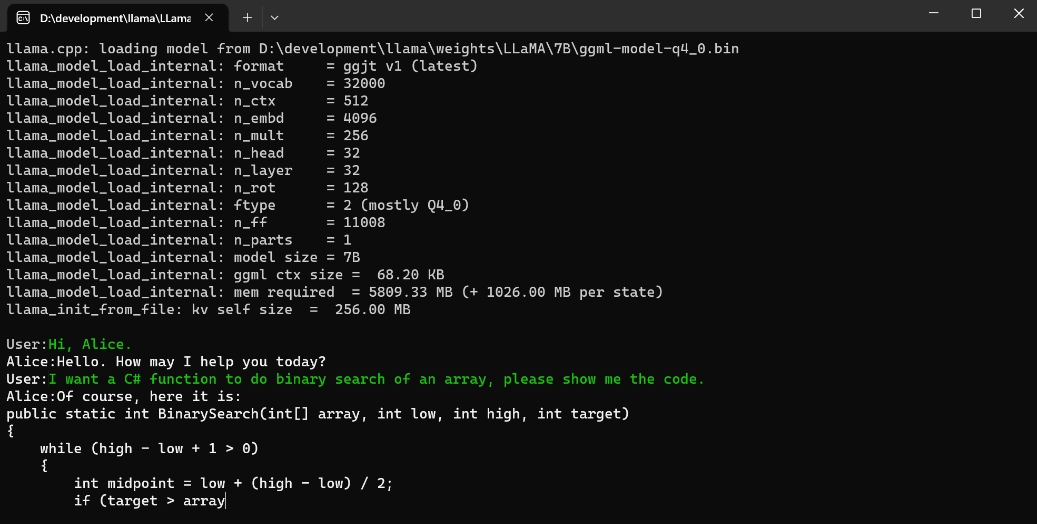 D:\development\llama\LLama
llama.cpp: loading model from D:\development\llama\weights\LLaMA\7B\ggml-model-q4_0.bin
llama_model_load_internal: format     = ggjt v1 (latest)
llama_model_load_internal: n_vocab    = 32000
llama_model_load_internal: n_ctx      = 512
llama_model_load_internal: n_embd     = 4096
llama_model_load_internal: n_mult     = 256
llama_model_load_internal: n_head     = 32
llama_model_load_internal: n_layer    = 32
llama_model_load_internal: n_rot      = 128
llama_model_load_internal: ftype      = 2 (mostly Q4_0)
llama_model_load_internal: n_ff       = 11008
llama_model_load_internal: n_parts    = 1
llama_model_load_internal: model size = 7B
llama_model_load_internal: ggml ctx size =  68.20 KB
llama_model_load_internal: mem required  = 5809.33 MB (+ 1026.00 MB per state)
llama_init_from_file: kv self size  =  256.00 MB
User:Hi, Alice.
Alice:Hello. How may I help you today?
User:I want a C# function to do binary search of an array, please show me the code.
Alice:Of course, here it is:
public static int BinarySearch(int[] array, int low, int high, int target)
{
    while (high - low + 1 > 0)
    {
        int midpoint = low + (high - low) / 2;
        if (target > array